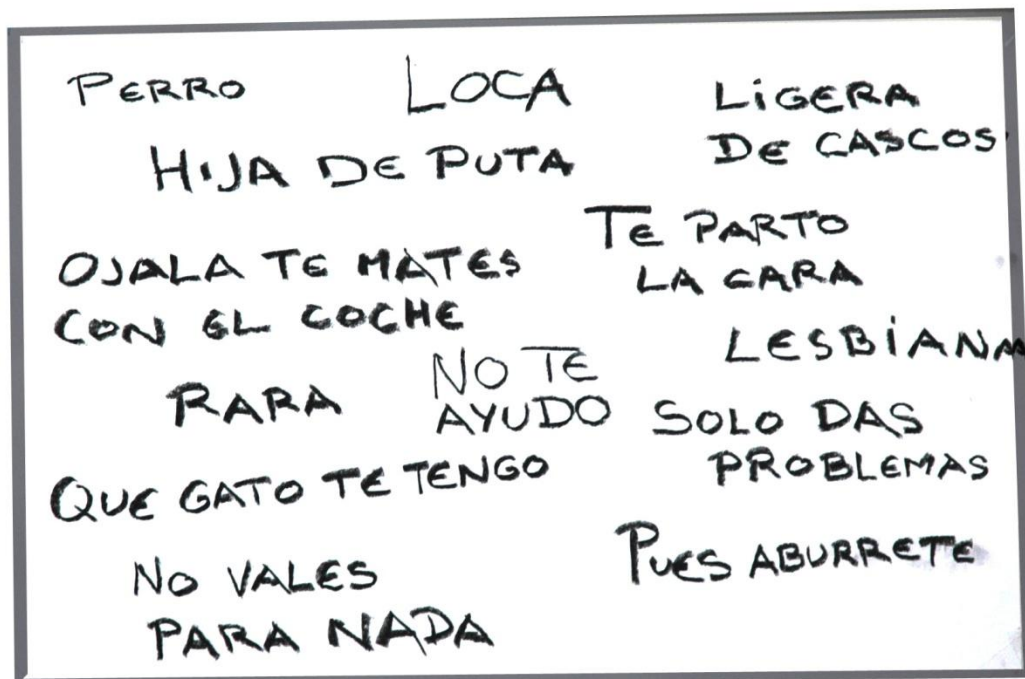 PERRO
LOCA
LiGERA
DE CASCOS
HiJA DE PUTA
TE PARTO
LA CARA
OJALA TE MATES
CON EL COCHE
LESBiANA
NO TE
AYUDO
RARA
SOLO DAS
PROBLEMAS
QUE GATO TE TENGO
PUES ABURRETE
NO VALES
PARA NADA